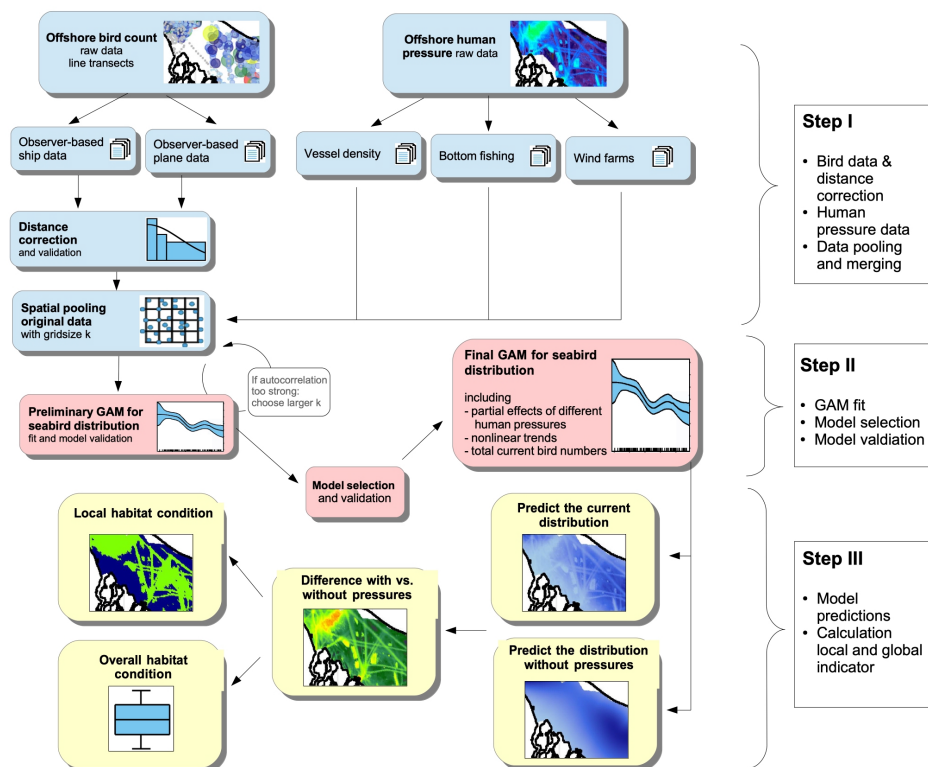 Offshore bird count
raw data
line transects
Offshore human
pressure raw data
Observer-based
ship data
Observer-based
plane data
Vessel density
Bottom fishing
Wind farms
Distance
correction
and validation
Spatial pooling
original data
with gridsize k
If autocorrelation
too strong:
choose larger k
Preliminary GAM for
seabird distribution
fit and model validation
Model selection
and validation
Final GAM for seabird
distribution
including
- partial effects of different
human pressures
- nonlinear trends
- total current bird numbers
Local habitat condition
Overall habitat
condition
Difference with vs.
without pressures
Predict the current
distribution
Predict the distribution
without pressures
Step I
• Bird data &
distance
correction
• Human
pressure data
• Data pooling
and merging
Step II
• GAM fit
• Model selection
• Model valdiation
Step III
• Model
predictions
• Calculation
local and global
indicator